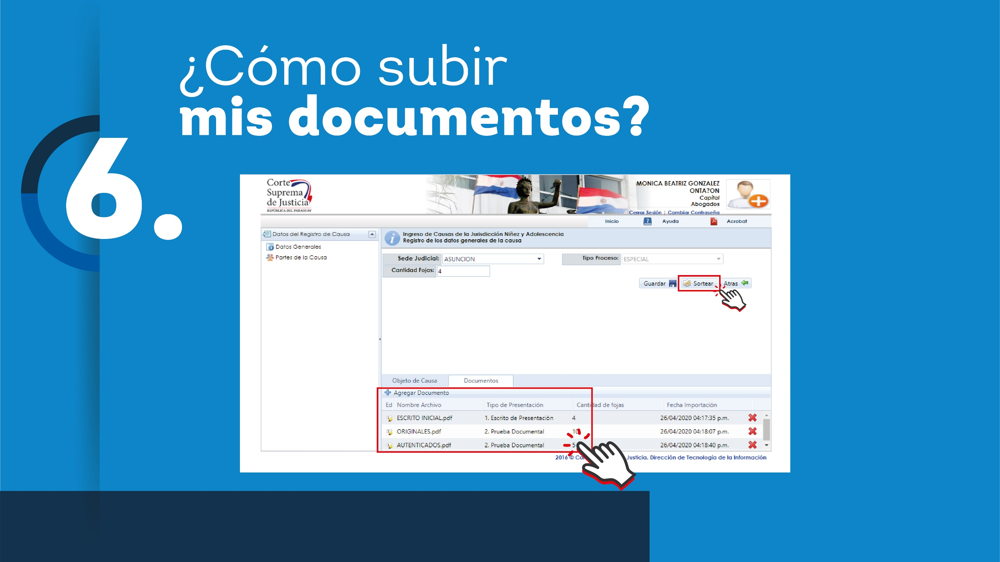 ¿Cómo subir
mis documentos?
6.
Corte
Suprema
de Justicia
REPÚBLICA DEL PARAGUAY
MONICA BEATRIZ GONZALEZ
ONTA?ON
Capital
Abogados
Cerrar Sesión | Cambiar Contraseña
Inicio ? Ayuda Acrobat
Datos del Registro de Causa
Datos Generales
Partes de la Causa
Ingreso de Causas de la Jurisdicción Niñez y Adolescencia
Registro de los datos generales de la causa
Sede Judicial: ASUNCION Tipo Proceso: ESPECIAL
Cantidad Fojas: 4
Guardar Sortear Atras
Objeto de Causa Documentos
Agregar Documento
Ed Nombre Archivo Tipo de Presentación Cantidad de fojas Fecha Importación
ESCRITO INICIAL.pdf 1. Escrito de Presentación 4 26/04/2020 04:17:35 p.m.
ORIGINALES.pdf 2. Prueba Documental 10 26/04/2020 04:18:07 p.m.
AUTENTICADOS.pdf 2. Prueba Documental 5 26/04/2020 04:18:40 p.m.
2016 © Justicia. Dirección de Tecnología de la Información